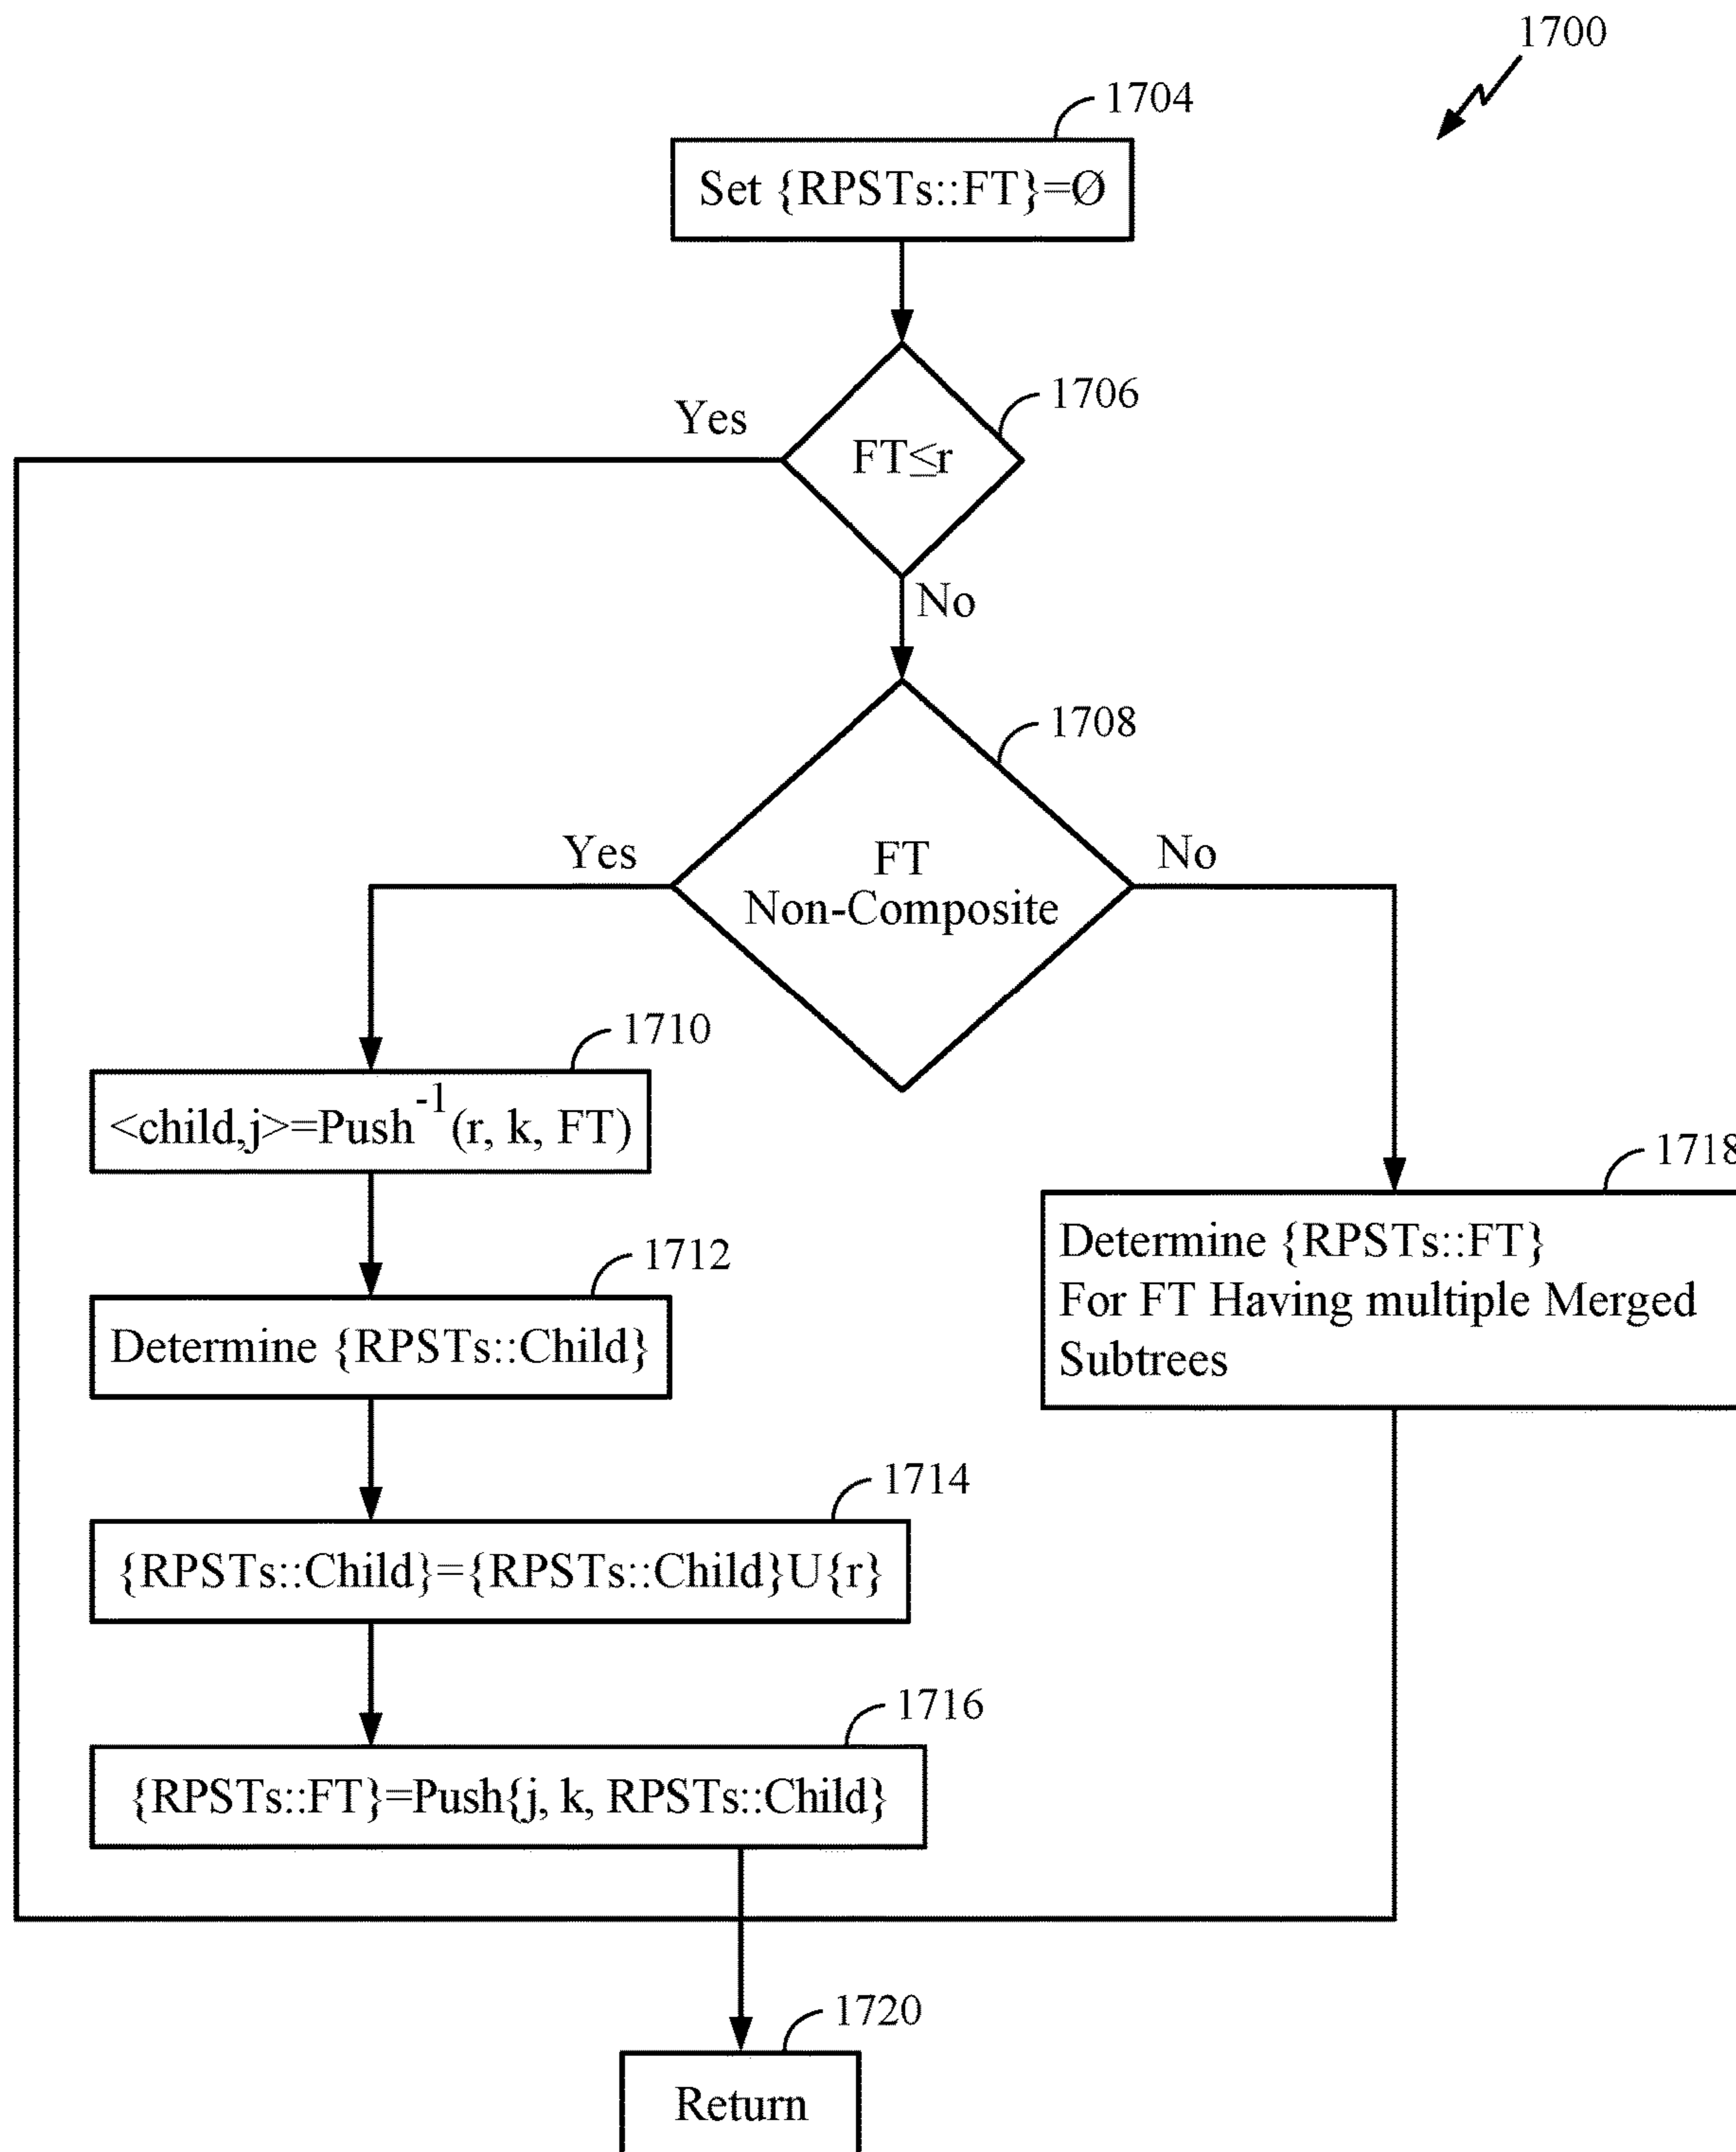 1700
1704
Set {RPSTs::FT}=Ø
1706
Yes
FT≤r
No
1708
Yes
FT
No
Non-Composite
1710
<child,j>=Push-1(r, k, FT)
1718
Determine {RPSTs::FT}
For FT Having multiple Merged
Subtrees
1712
Determine {RPSTs::Child}
1714
{RPSTs::Child}={RPSTs::Child}U{r}
1716
{RPSTs::FT}=Push{j, k, RPSTs::Child}
1720
Return